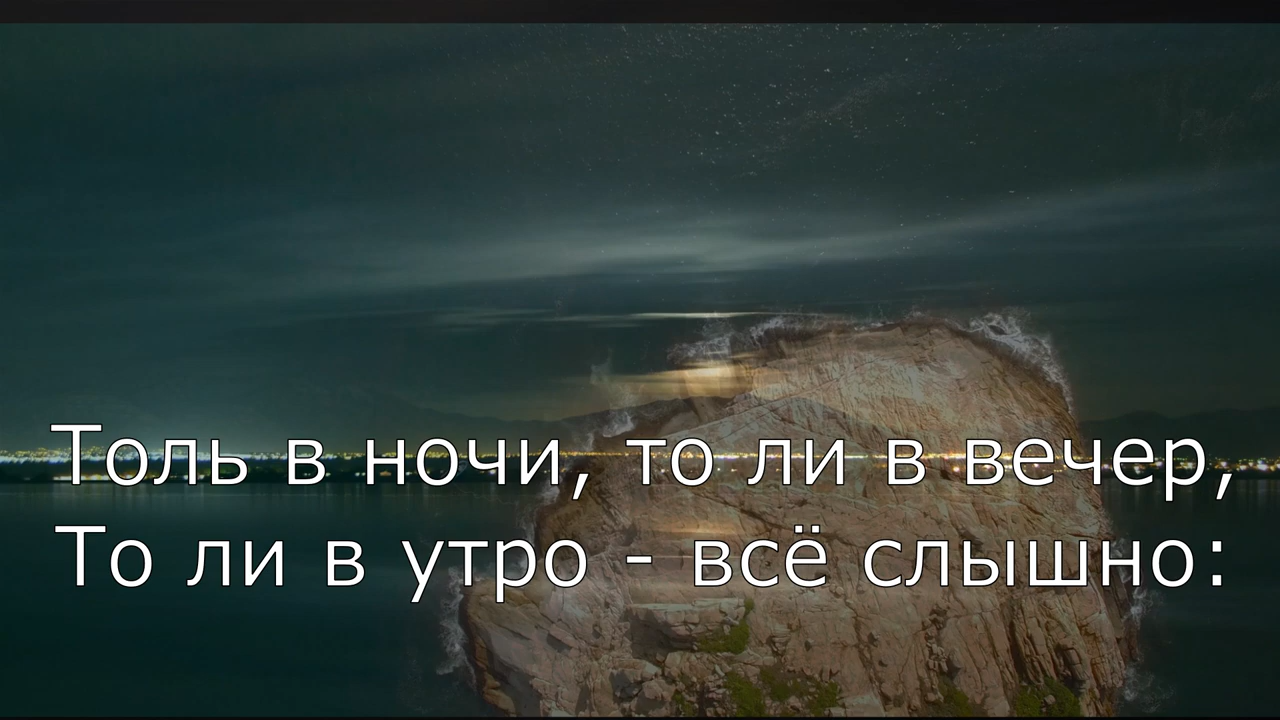 Толь в ночи, то ли в вечер,
То ли в утро - всё слышно: